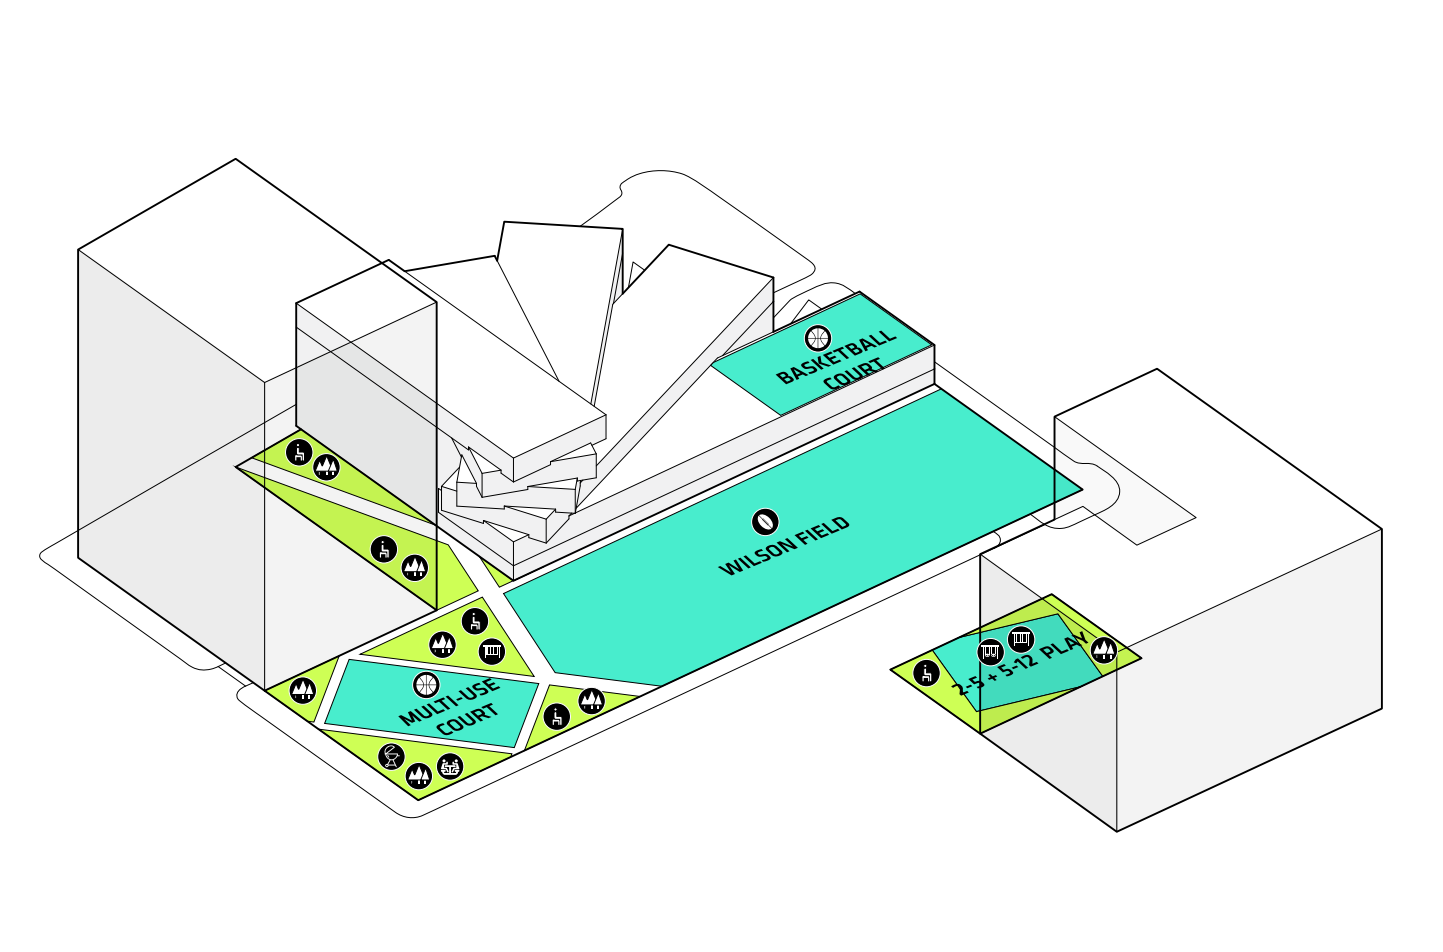 BASKETBALL
COURT
WILSON FIELD
2-5 + 5-12 PLAY
MULTI-USE
COURT